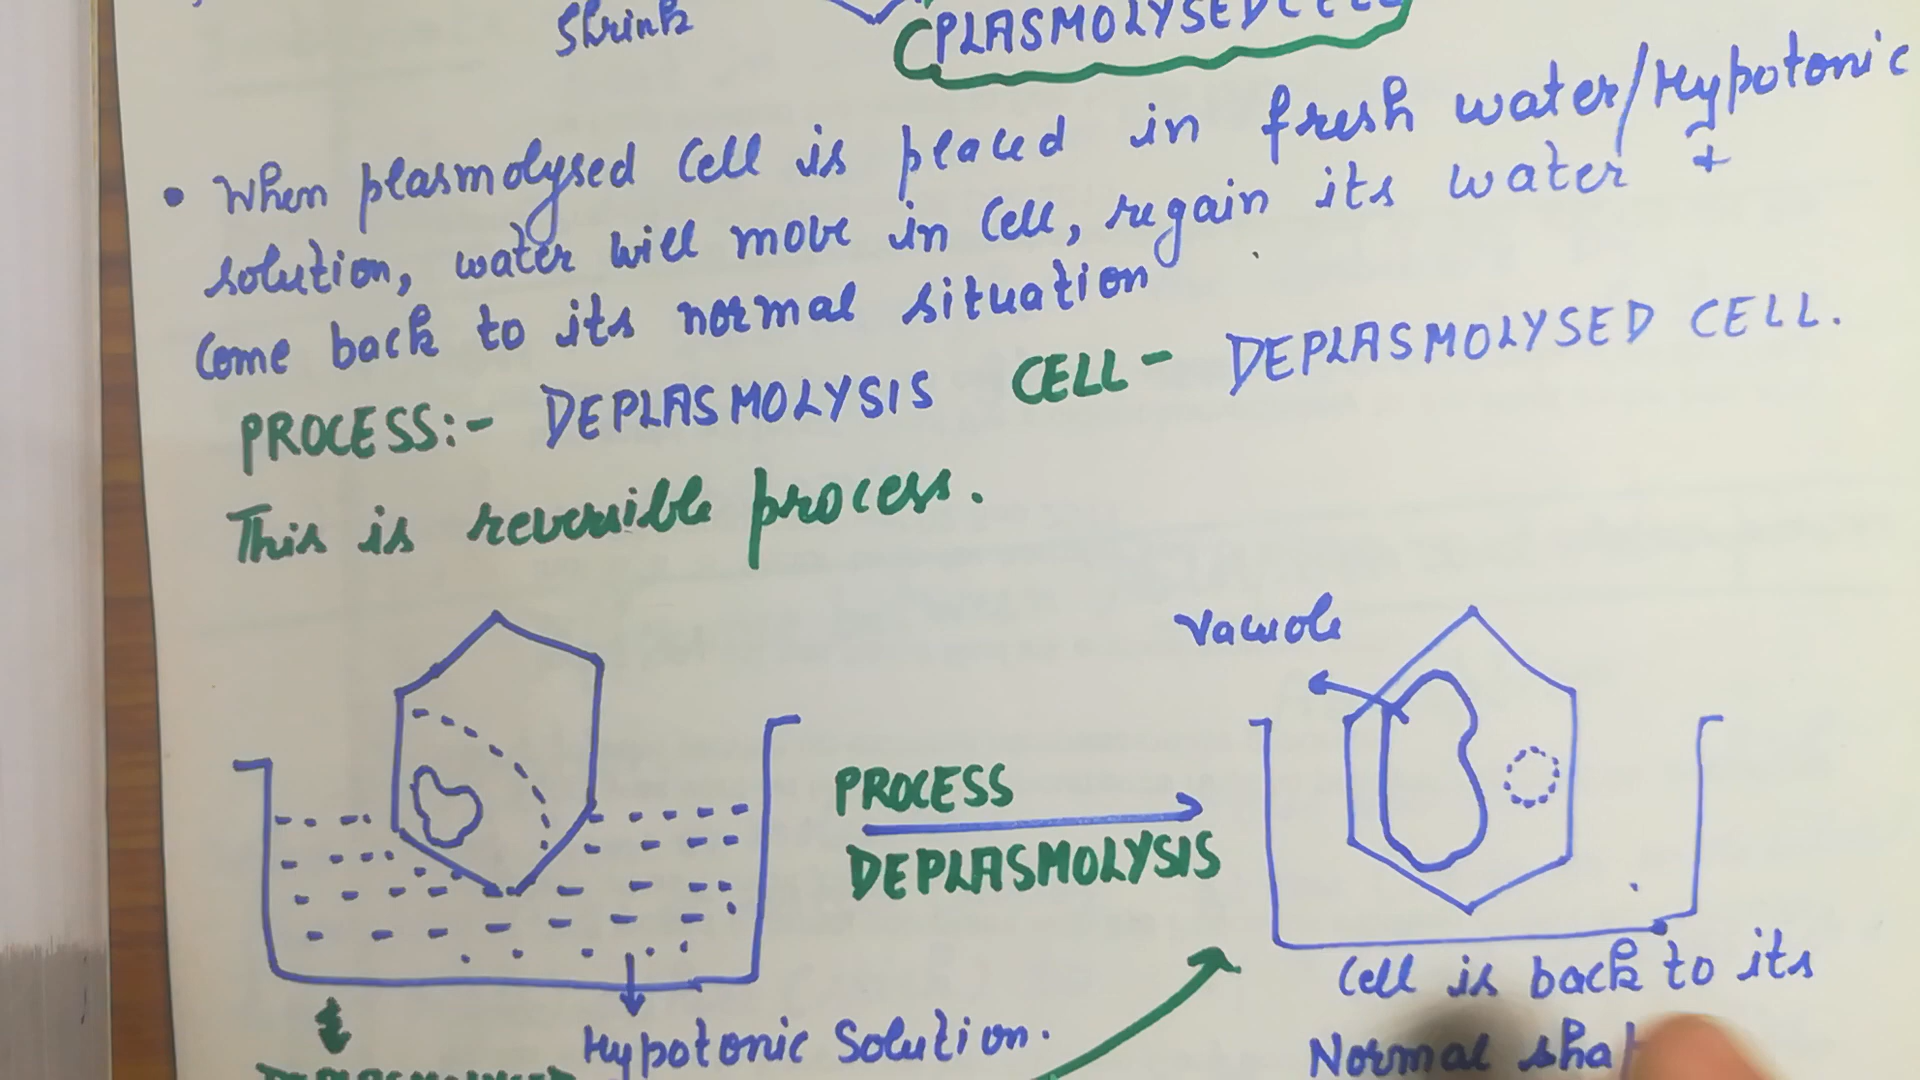 Shrink
(PLASMOLYSED CELL
• When plasmolysed cell is placed in fresh water/Hypotonic
solution, water will move in cell, regain its water +
come back to its normal situation
PROCESS:- DEPLASMOLYSIS CELL- DEPLASMOLYSED CELL.
This is reversible process.
Vacuole
PROCESS
DEPLASMOLYSIS
Cell is back to its
Hypotonic Solution.
Normal